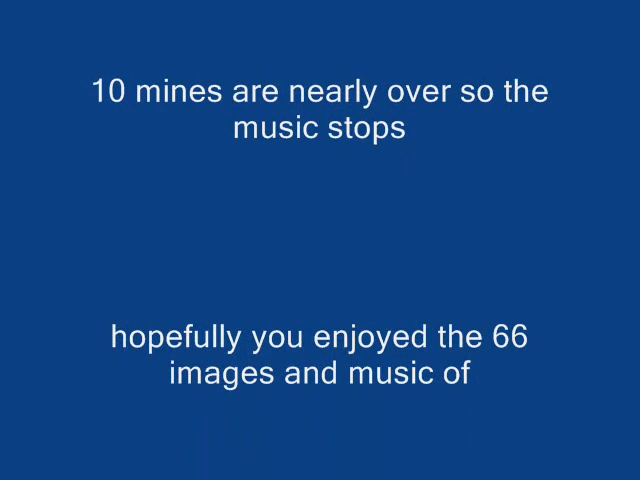 10 mines are nearly over so the
music stops
hopefully you enjoyed the 66
images and music of